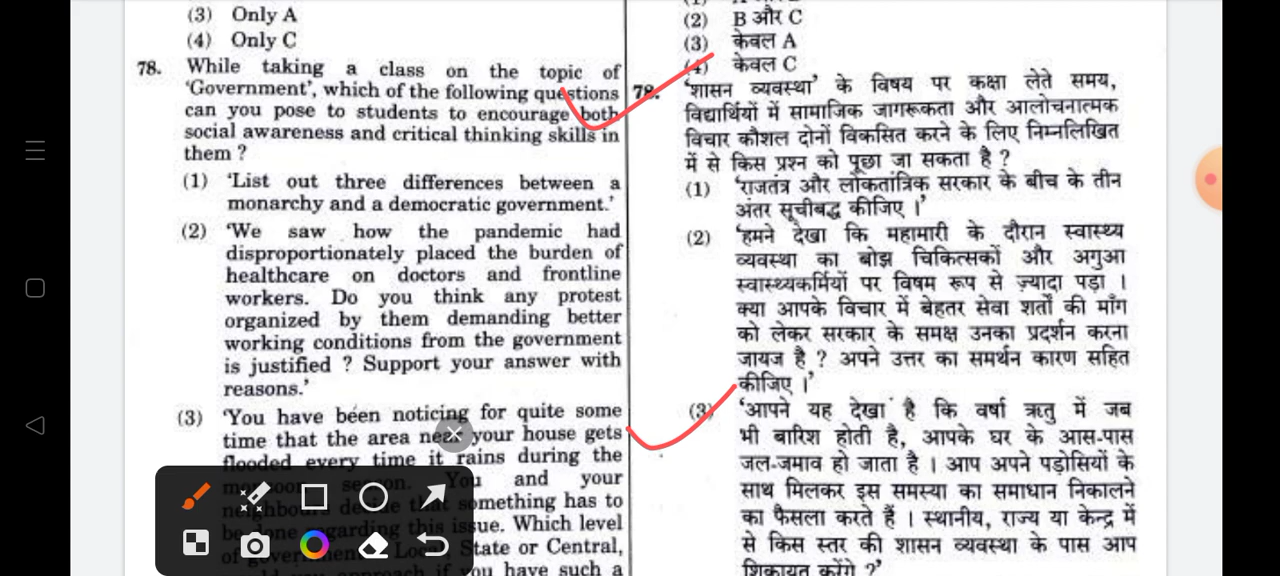 (3) Only A
(4) Only C
78. While taking a class on the topic of
'Government', which of the following questions
can you pose to students to encourage both
social awareness and critical thinking skills in
them ?
(1) 'List out three differences between a
monarchy and a democratic government.'
(2) 'We saw how the pandemic had
disproportionately placed the burden of
healthcare on doctors and frontline
workers. Do you think any protest
organized by them demanding better
working conditions from the government
is justified ? Support your answer with
reasons.'
(3) 'You have been noticing for quite some
time that the area near your house gets
flooded every time it rains during the
and your
something has to
issue. Which level
State or Central,
you have such a
(2) B और C
(3) केवल A
(4) केवल C
78. 'शासन व्यवस्था' के विषय पर कक्षा लेते समय,
विद्यार्थियों में सामाजिक जागरूकता और आलोचनात्मक
विचार कौशल दोनों विकसित करने के लिए निम्नलिखित
में से किस प्रश्न को पूछा जा सकता है ?
(1) 'राजतंत्र और लोकतांत्रिक सरकार के बीच के तीन
अंतर सूचीबद्ध कीजिए ।'
(2) 'हमने देखा कि महामारी के दौरान स्वास्थ्य
व्यवस्था का बोझ चिकित्सकों और अगुआ
स्वास्थ्यकर्मियों पर विषम रूप से ज़्यादा पड़ा ।
क्या आपके विचार में बेहतर सेवा शर्तों की माँग
को लेकर सरकार के समक्ष उनका प्रदर्शन करना
जायज है ? अपने उत्तर का समर्थन कारण सहित
कीजिए ।'
(3) 'आपने यह देखा है कि वर्षा ऋतु में जब
भी बारिश होती है, आपके घर के आस-पास
जल-जमाव हो जाता है । आप अपने पड़ोसियों के
साथ मिलकर इस समस्या का समाधान निकालने
का फैसला करते हैं । स्थानीय, राज्य या केन्द्र में
से किस स्तर की शासन व्यवस्था के पास आप
शिकायत करेंगे ?'